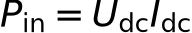 P_in = U_dc I_dc